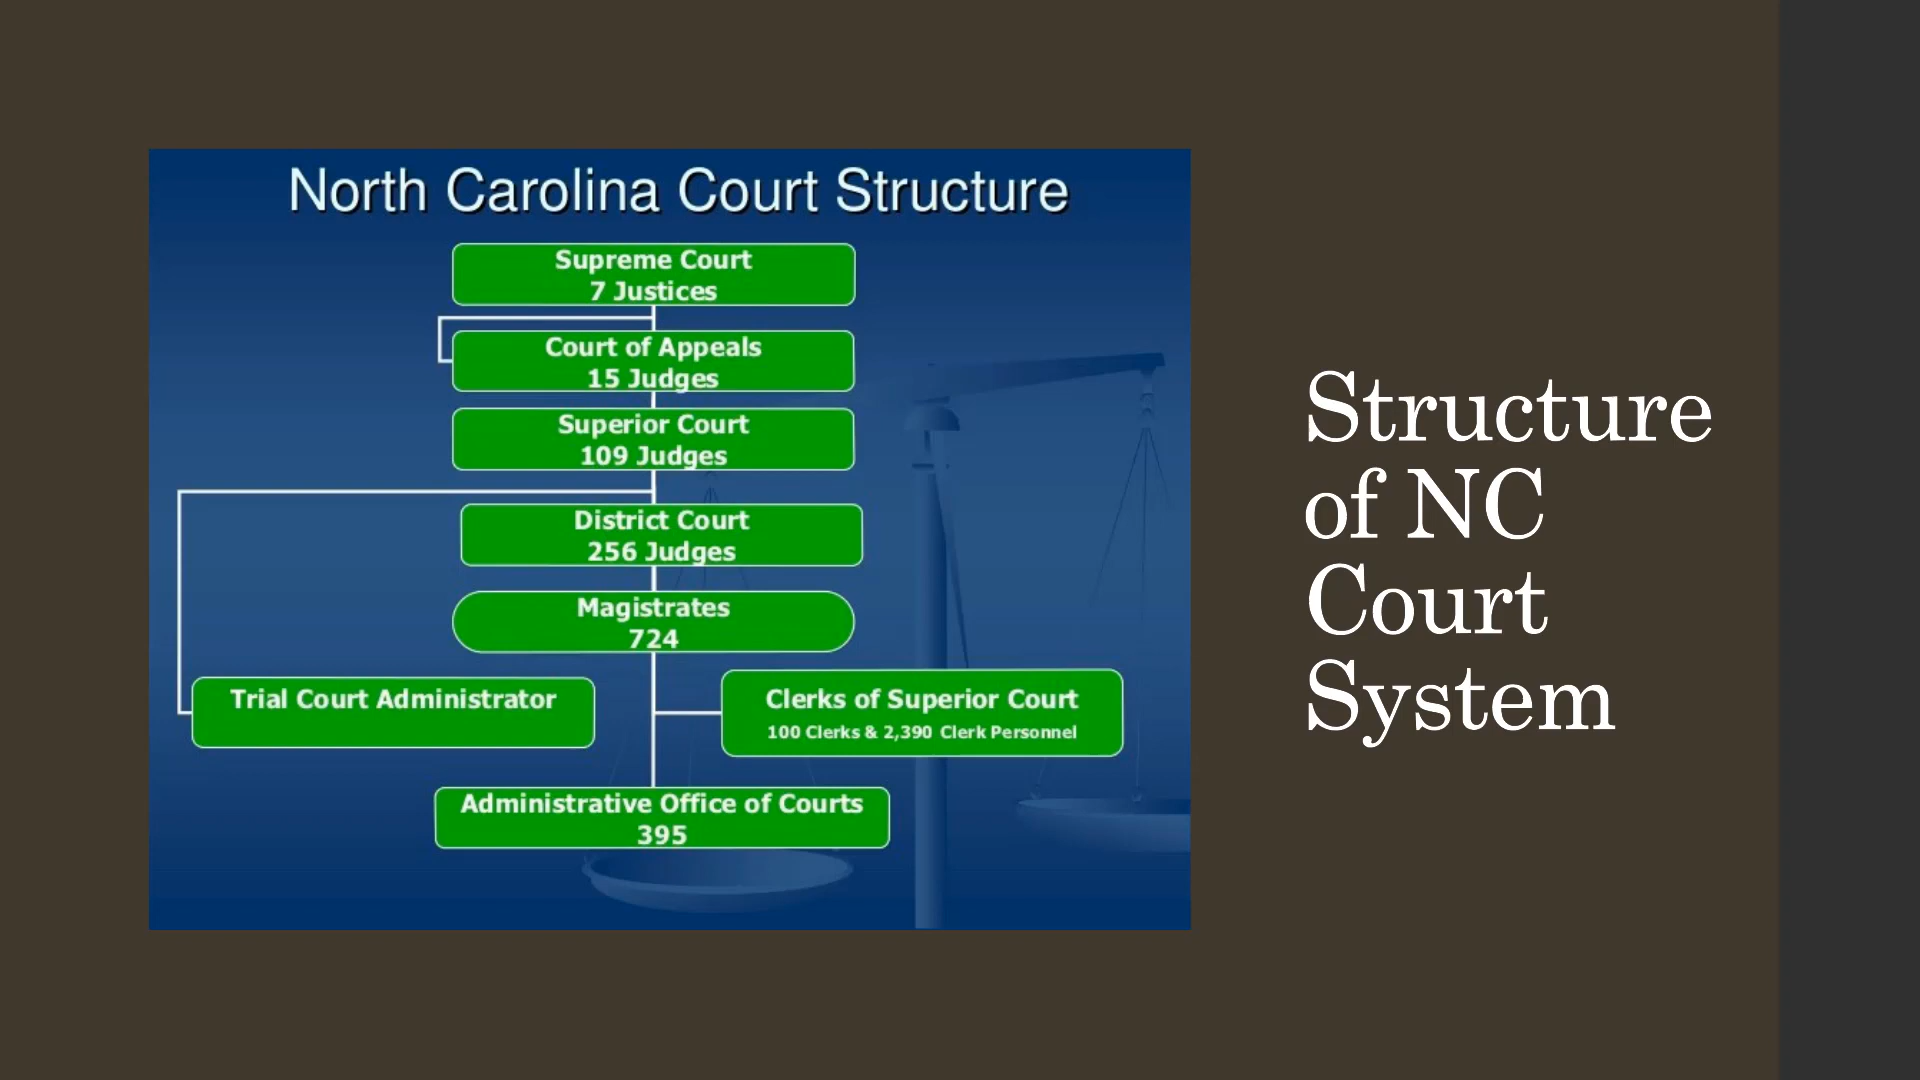 North Carolina Court Structure
Supreme Court
7 Justices
Court of Appeals
15 Judges
Superior Court
109 Judges
District Court
256 Judges
Magistrates
724
Trial Court Administrator
Clerks of Superior Court
100 Clerks & 2,390 Clerk Personnel
Administrative Office of Courts
395
Structure
of NC
Court
System